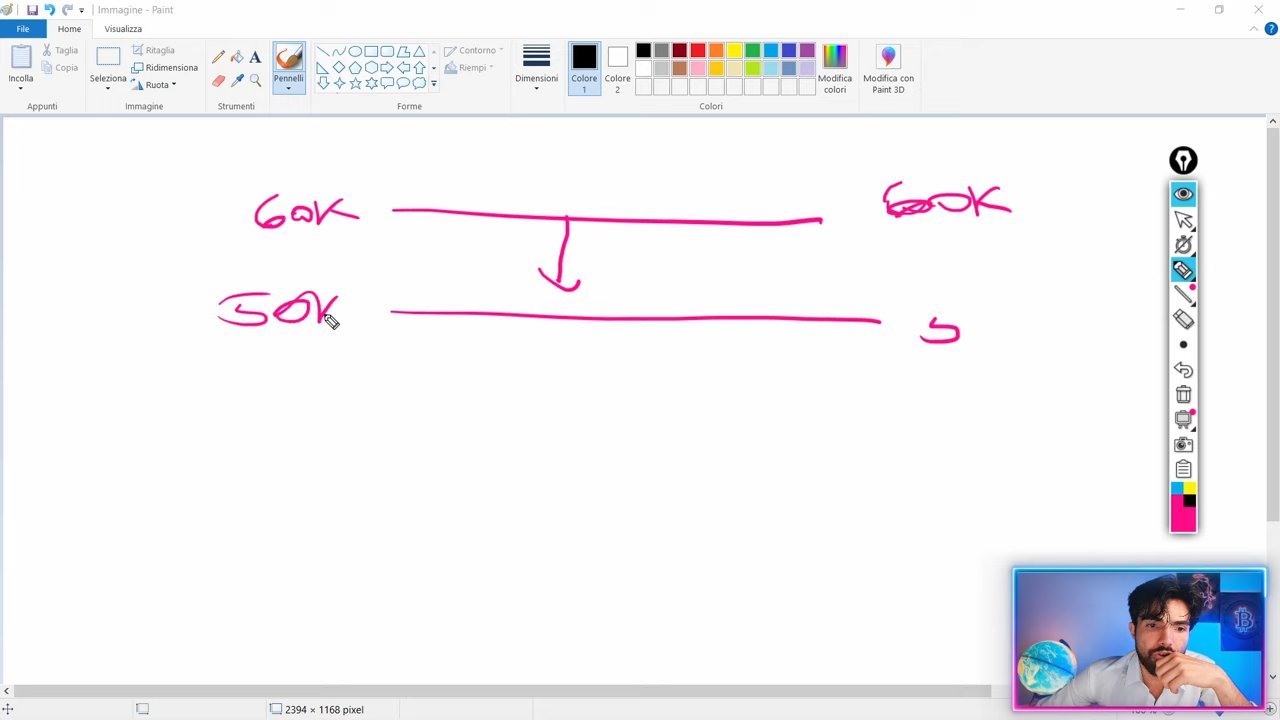 Immagine - Paint
File Home Visualizza
Incolla Taglia Copia Seleziona Ritaglia Ridimensiona Ruota A Contorno Riempi Dimensioni Pennelli Colore 1 Colore 2 Modifica colori Modifica con Paint 3D
Appunti Immagine Strumenti Forme Colori
60K 60K
50K 5
2394 × 1168 pixel